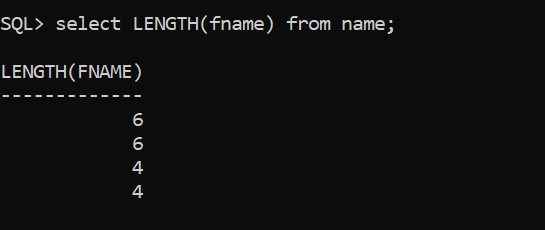 SQL> select LENGTH(fname) from name;
LENGTH(FNAME)
-------------
6
6
4
4